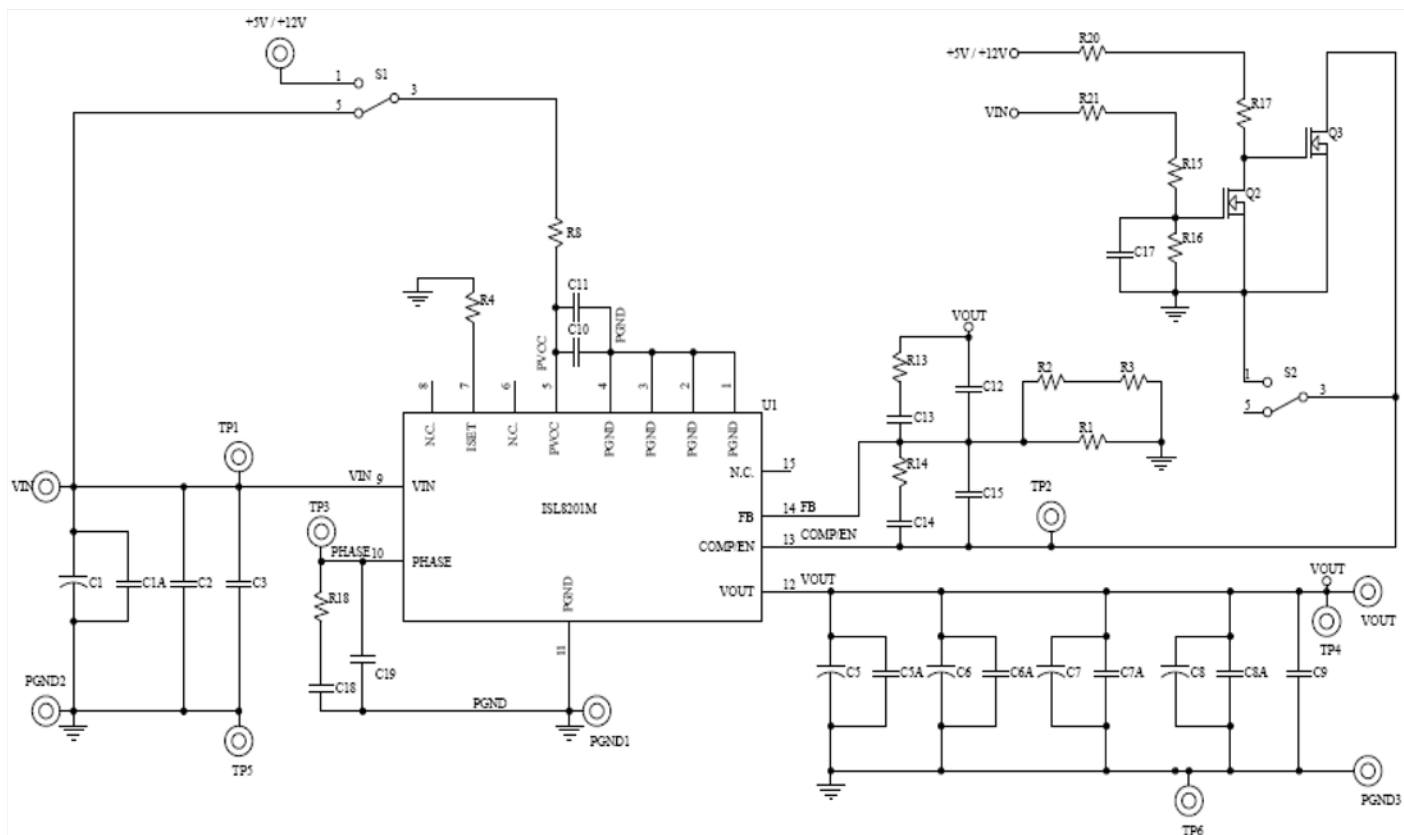 +5V / +12V
1
S1
3
5
R8
+5V / +12V
R20
VIN
R21
R17
Q3
R15
Q2
R16
C17
R4
C11
C10
PGND
PVCC
8
7
6
5
4
3
2
1
U1
N.C.
ISET
N.C.
PVCC
PGND
PGND
PGND
PGND
VOUT
R13
C12
C13
R2
R3
R1
R14
C15
C14
1
S2
3
5
TP1
VIN
VIN
9
VIN
ISL8201M
N.C.
15
FB
14
FB
COMP/EN
13
COMP/EN
TP2
VOUT
12
VOUT
TP3
PHASE
10
PHASE
PGND
11
C1
C1A
C2
C3
R18
C18
C19
PGND2
TP5
PGND
PGND1
VOUT
VOUT
TP4
C5
C5A
C6
C6A
C7
C7A
C8
C8A
C9
TP6
PGND3